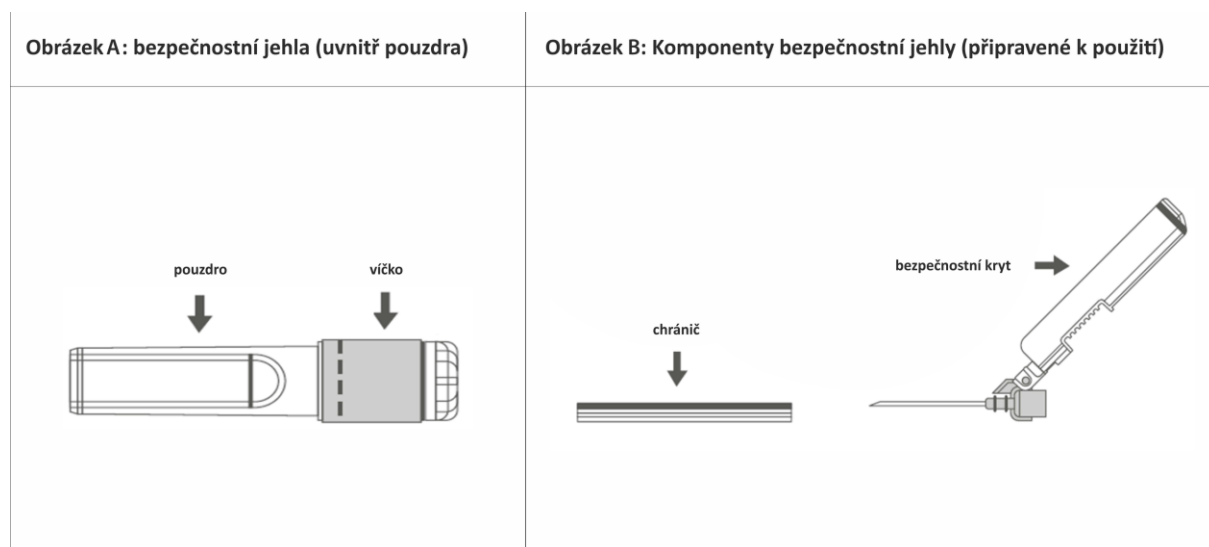 Obrázek A: bezpečnostní jehla (uvnitř pouzdra)
Obrázek B: Komponenty bezpečnostní jehly (připravené k použití)
pouzdro
víčko
bezpečnostní kryt
chránič